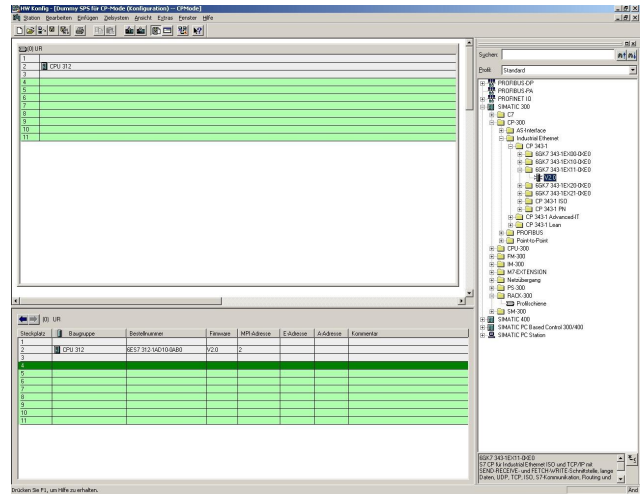 HW Konfig - [Dummy SPS für CP-Mode (Konfiguration) -- CPMode]
Station Bearbeiten Einfügen Zielsystem Ansicht Extras Fenster Hilfe
(0) UR
1
2 CPU 312
3
4
5
6
7
8
9
10
11
(0) UR
Steckplatz Baugruppe Bestellnummer Firmware MPI-Adresse E-Adresse A-Adresse Kommentar
1
2 CPU 312 6ES7 312-1AD10-0AB0 V2.0 2
3
4
5
6
7
8
9
10
11
Suchen:
Profil: Standard
PROFIBUS-DP
PROFIBUS-PA
PROFINET IO
SIMATIC 300
C7
CP-300
AS-Interface
Industrial Ethernet
CP 343-1
6GK7 343-1EX00-0XE0
6GK7 343-1EX10-0XE0
6GK7 343-1EX11-0XE0
V2.0
6GK7 343-1EX20-0XE0
6GK7 343-1EX21-0XE0
CP 343-1 ISO
CP 343-1 PN
CP 343-1 Advanced-IT
CP 343-1 Lean
PROFIBUS
Point-to-Point
CPU-300
FM-300
IM-300
M7-EXTENSION
Netzübergang
PS-300
RACK-300
Profilschiene
SM-300
SIMATIC 400
SIMATIC PC Based Control 300/400
SIMATIC PC Station
6GK7 343-1EX11-0XE0
S7 CP für Industrial Ethernet ISO und TCP/IP mit
SEND-RECEIVE- und FETCH-WRITE-Schnittstelle, lange
Daten, UDP, TCP, ISO, S7-Kommunikation, Routing und
Drücken Sie F1, um Hilfe zu erhalten.
Änd